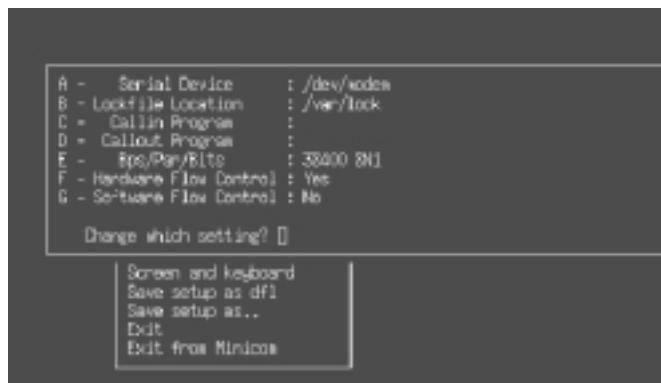 A - Serial Device : /dev/modem
B - Lockfile Location : /var/lock
C - Callin Program :
D - Callout Program :
E - Bps/Par/Bits : 38400 8N1
F - Hardware Flow Control : Yes
G - Software Flow Control : No
Change which setting?
Screen and keyboard
Save setup as dfl
Save setup as..
Exit
Exit from Minicom